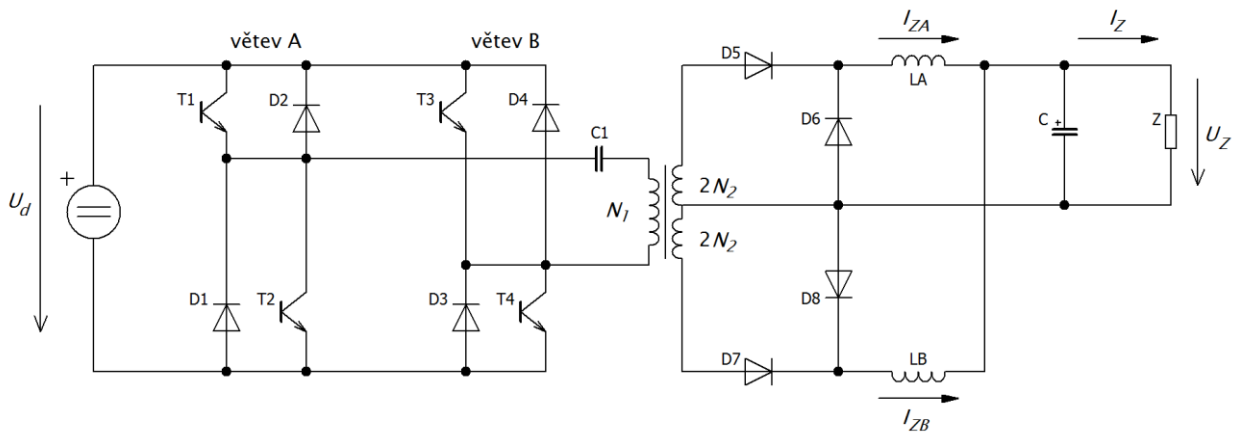 větev A
větev B
I_ZA
I_Z
D5
LA
T1
D2
T3
D4
D6
C1
C
+
Z
U_Z
+
U_d
N_1
2N_2
2N_2
D1
T2
D3
T4
D8
D7
LB
I_ZB